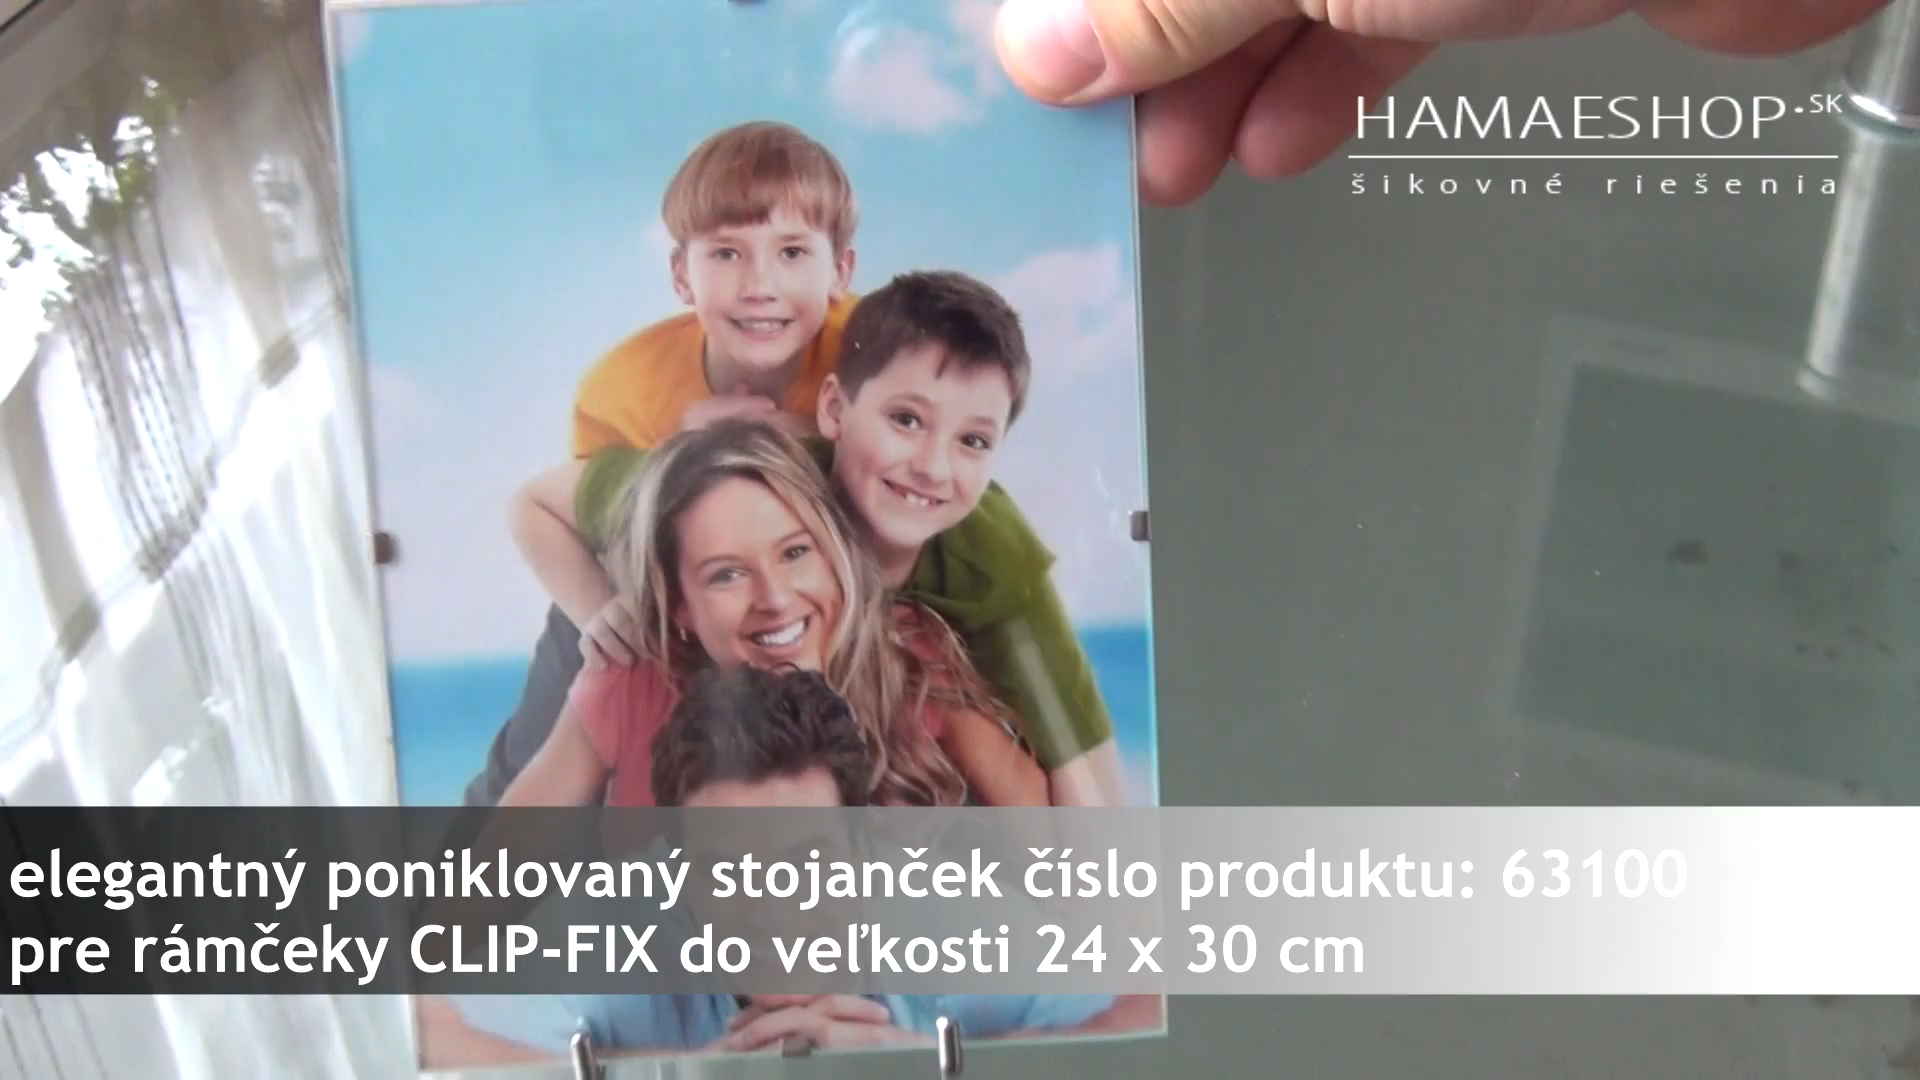 HAMAESHOP.SK
šikovné riešenia
elegantný poniklovaný stojanček číslo produktu: 63100
pre rámčeky CLIP-FIX do veľkosti 24 x 30 cm